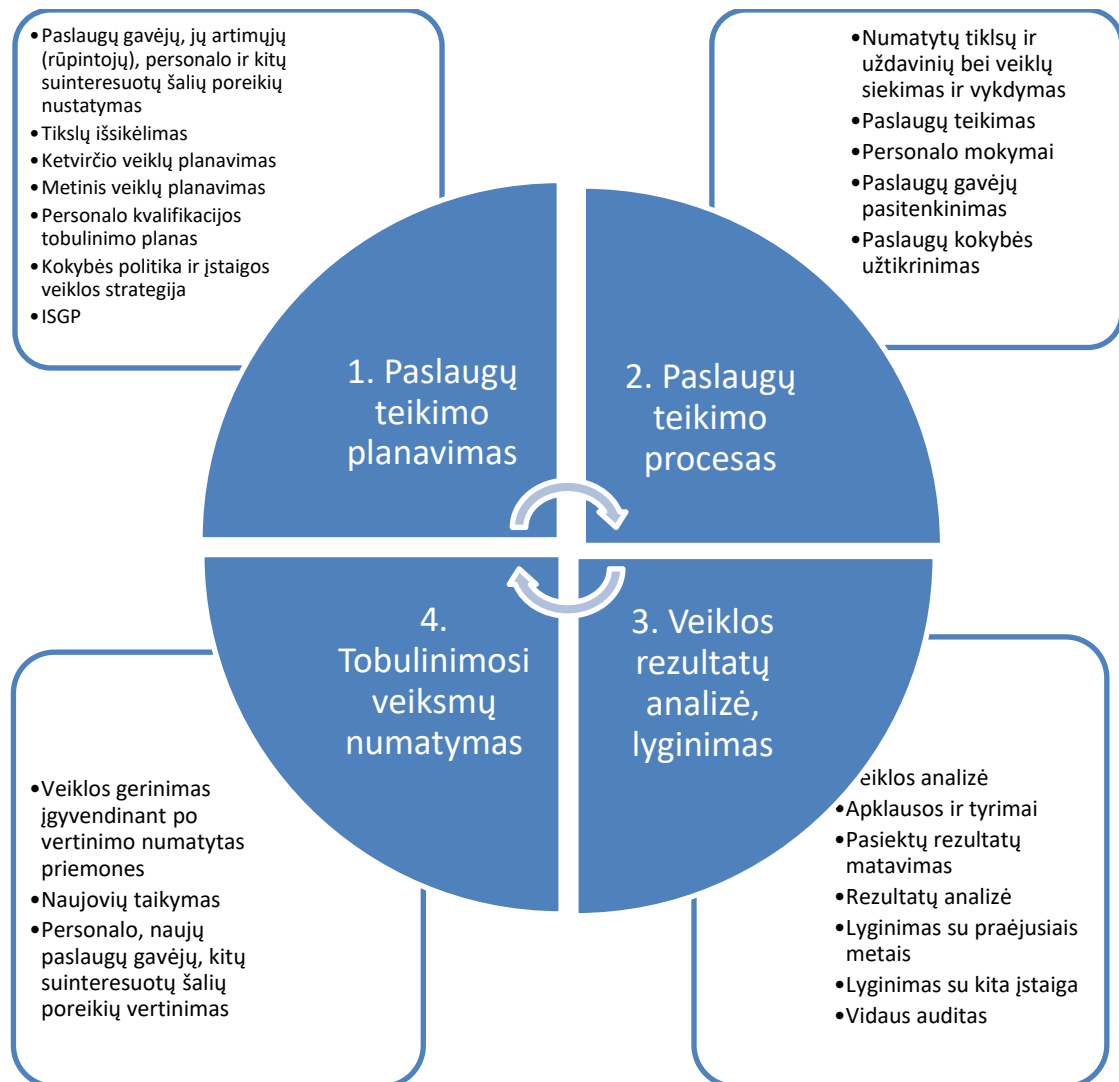 •Paslaugų gavėjų, jų artimųjų
(rūpintojų), personalo ir kitų
suinteresuotų šalių poreikių
nustatymas
•Tikslų išsikėlimas
•Ketvirčio veiklų planavimas
•Metinis veiklų planavimas
•Personalo kvalifikacijos
tobulinimo planas
•Kokybės politika ir įstaigos
veiklos strategija
•ISGP
•Numatytų tiklsų ir
uždavinių bei veiklų
siekimas ir vykdymas
•Paslaugų teikimas
•Personalo mokymai
•Paslaugų gavėjų
pasitenkinimas
•Paslaugų kokybės
užtikrinimas
1. Paslaugų
teikimo
planavimas
2. Paslaugų
teikimo
procesas
3. Veiklos
rezultatų
analizė,
lyginimas
4.
Tobulinimosi
veiksmų
numatymas
•Veiklos gerinimas
įgyvendinant po
vertinimo numatytas
priemones
•Naujovių taikymas
•Personalo, naujų
paslaugų gavėjų, kitų
suinteresuotų šalių
poreikių vertinimas
eiklos analizė
•Apklausos ir tyrimai
•Pasiektų rezultatų
matavimas
•Rezultatų analizė
•Lyginimas su praėjusiais
metais
•Lyginimas su kita įstaiga
•Vidaus auditas